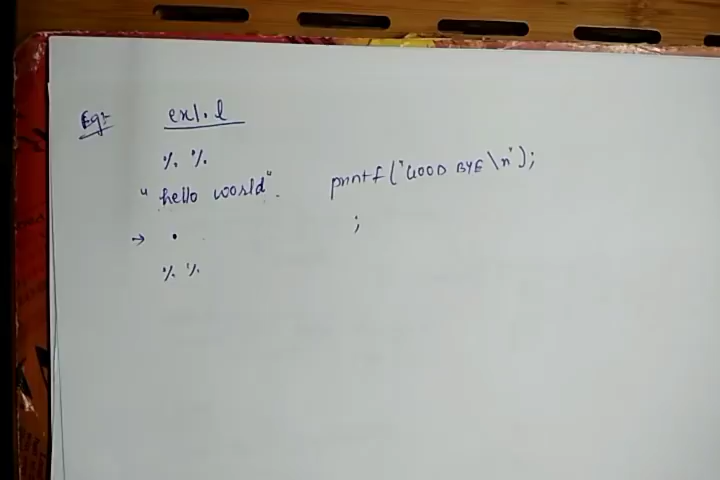 Eg:- ex1.l
%%
"hello world". printf("GOOD BYE \n");
→ . ;
%%